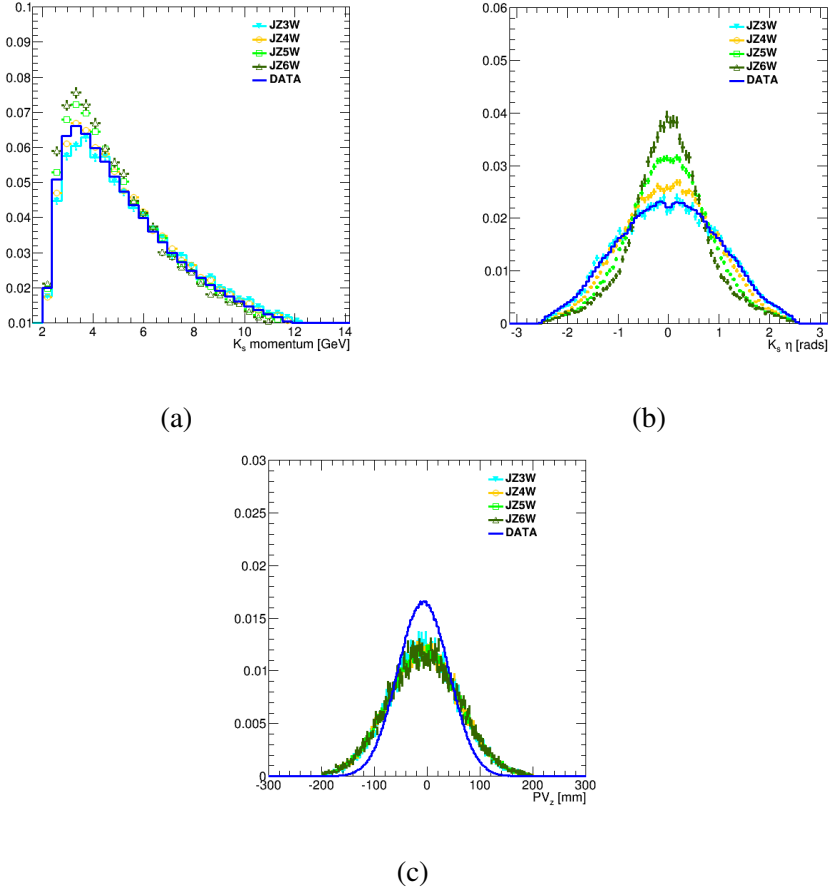 0.1
0.09
0.08
0.07
0.06
0.05
0.04
0.03
0.02
0.01
JZ3W
JZ4W
JZ5W
JZ6W
DATA
2 4 6 8 10 12 14
Ks momentum [GeV]
(a)
0.06
0.05
0.04
0.03
0.02
0.01
0
JZ3W
JZ4W
JZ5W
JZ6W
DATA
-3 -2 -1 0 1 2 3
Ks η [rads]
(b)
0.03
0.025
0.02
0.015
0.01
0.005
0
JZ3W
JZ4W
JZ5W
JZ6W
DATA
-300 -200 -100 0 100 200 300
PVz [mm]
(c)